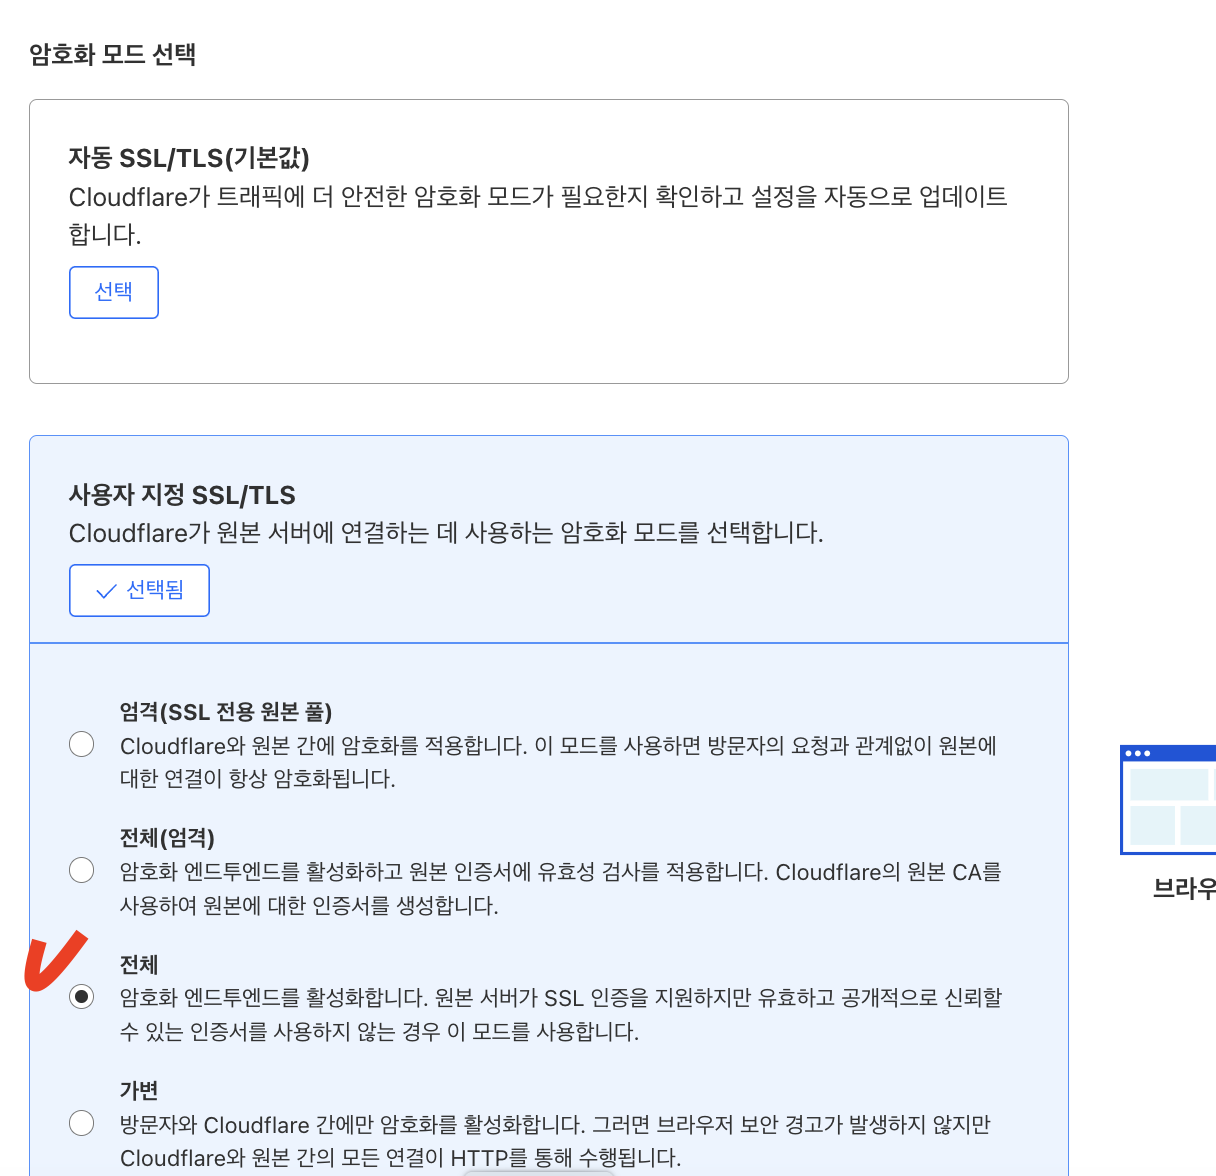 암호화 모드 선택
자동 SSL/TLS(기본값)
Cloudflare가 트래픽에 더 안전한 암호화 모드가 필요한지 확인하고 설정을 자동으로 업데이트
합니다.
선택
사용자 지정 SSL/TLS
Cloudflare가 원본 서버에 연결하는 데 사용하는 암호화 모드를 선택합니다.
선택됨
엄격(SSL 전용 원본 풀)
Cloudflare와 원본 간에 암호화를 적용합니다. 이 모드를 사용하면 방문자의 요청과 관계없이 원본에
대한 연결이 항상 암호화됩니다.
전체(엄격)
암호화 엔드투엔드를 활성화하고 원본 인증서에 유효성 검사를 적용합니다. Cloudflare의 원본 CA를
사용하여 원본에 대한 인증서를 생성합니다.
전체
암호화 엔드투엔드를 활성화합니다. 원본 서버가 SSL 인증을 지원하지만 유효하고 공개적으로 신뢰할
수 있는 인증서를 사용하지 않는 경우 이 모드를 사용합니다.
가변
방문자와 Cloudflare 간에만 암호화를 활성화합니다. 그러면 브라우저 보안 경고가 발생하지 않지만
Cloudflare와 원본 간의 모든 연결이 HTTP를 통해 수행됩니다.
브라우